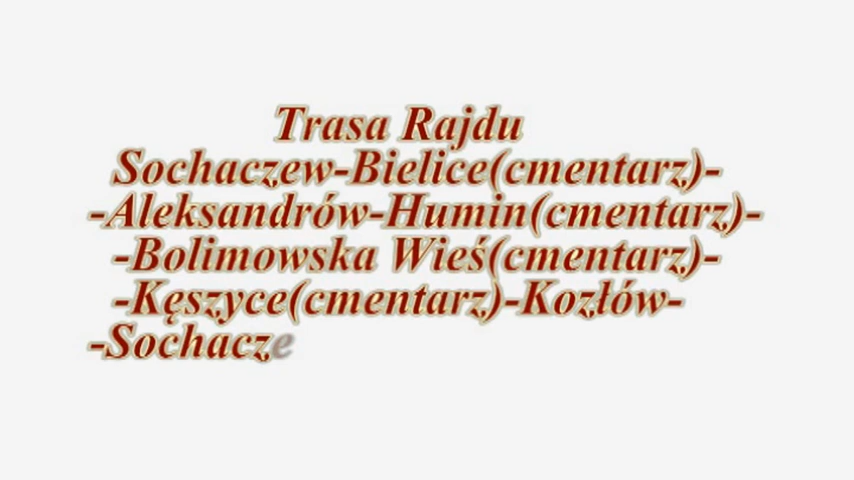 Trasa Rajdu
Sochaczew-Bielice(cmentarz)-
-Aleksandrów-Humin(cmentarz)-
-Bolimowska Wieś(cmentarz)-
-Kęszyce(cmentarz)-Kozłów-
-Sochacze